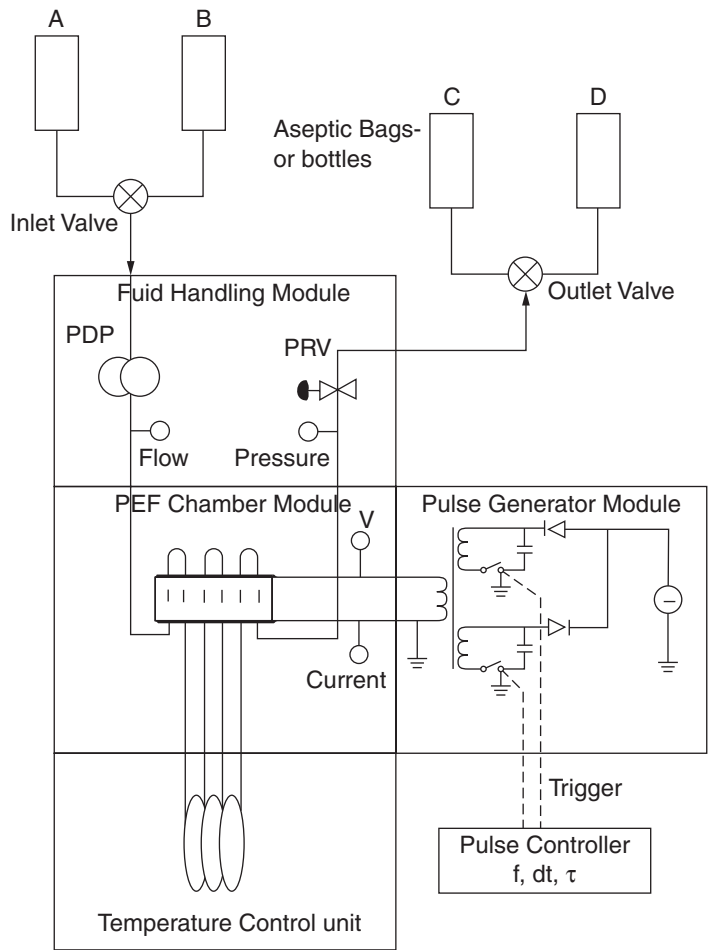 A
B
C
D
Aseptic Bags-
or bottles
Inlet Valve
Outlet Valve
Fuid Handling Module
PDP
PRV
Flow
Pressure
PEF Chamber Module
V
Pulse Generator Module
Current
Trigger
Pulse Controller
f, dt, τ
Temperature Control unit